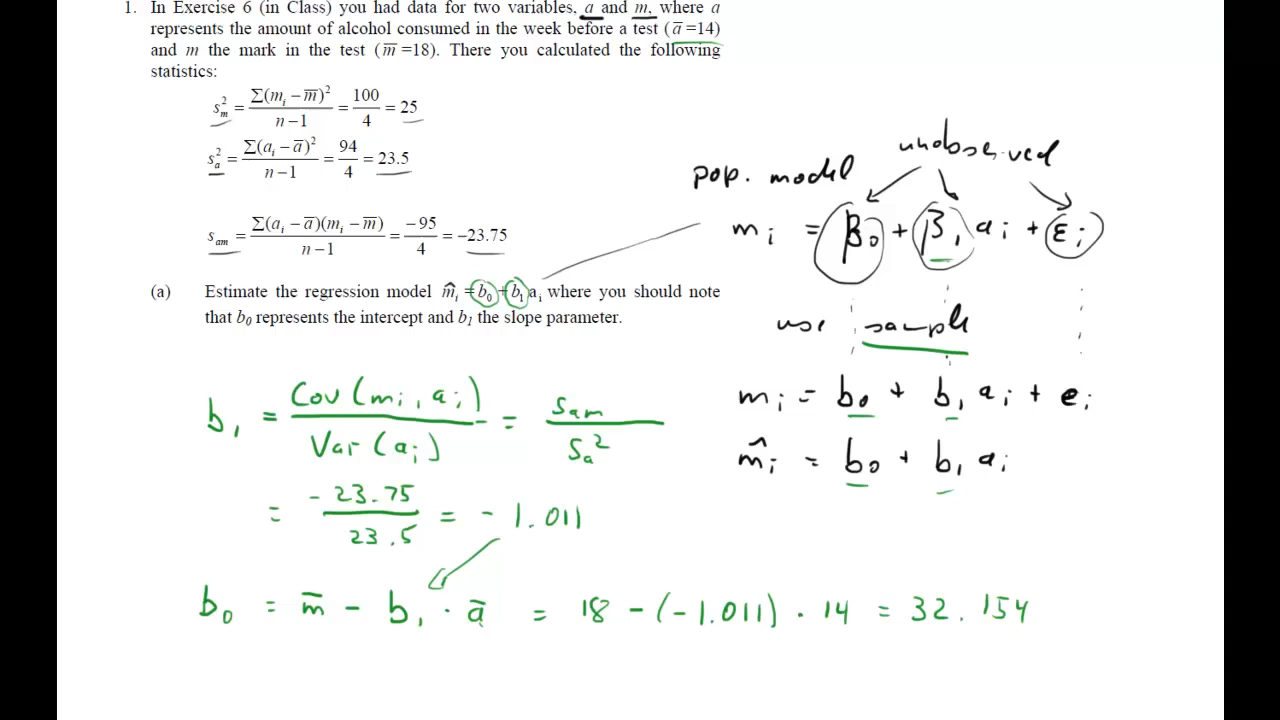 1. In Exercise 6 (in Class) you had data for two variables, a and m, where a
represents the amount of alcohol consumed in the week before a test (a̅ =14)
and m the mark in the test (m̅ =18). There you calculated the following
statistics:
s²ₘ = Σ(mᵢ − m̅)² / (n−1) = 100/4 = 25
s²ₐ = Σ(aᵢ − a̅)² / (n−1) = 94/4 = 23.5
sₐₘ = Σ(aᵢ − a̅)(mᵢ − m̅) / (n−1) = −95/4 = −23.75
(a) Estimate the regression model m̂ᵢ = b₀ + b₁aᵢ where you should note
that b₀ represents the intercept and b₁ the slope parameter.
unobserved
pop. model
mᵢ = β₀ + β₁ aᵢ + εᵢ
use sample
mᵢ = b₀ + b₁ aᵢ + eᵢ
m̂ᵢ = b₀ + b₁ aᵢ
b₁ = Cov(mᵢ, aᵢ) / Var(aᵢ) = sₐₘ / sₐ²
= -23.75 / 23.5 = -1.011
b₀ = m̅ − b₁ · a̅ = 18 − (−1.011) · 14 = 32.154